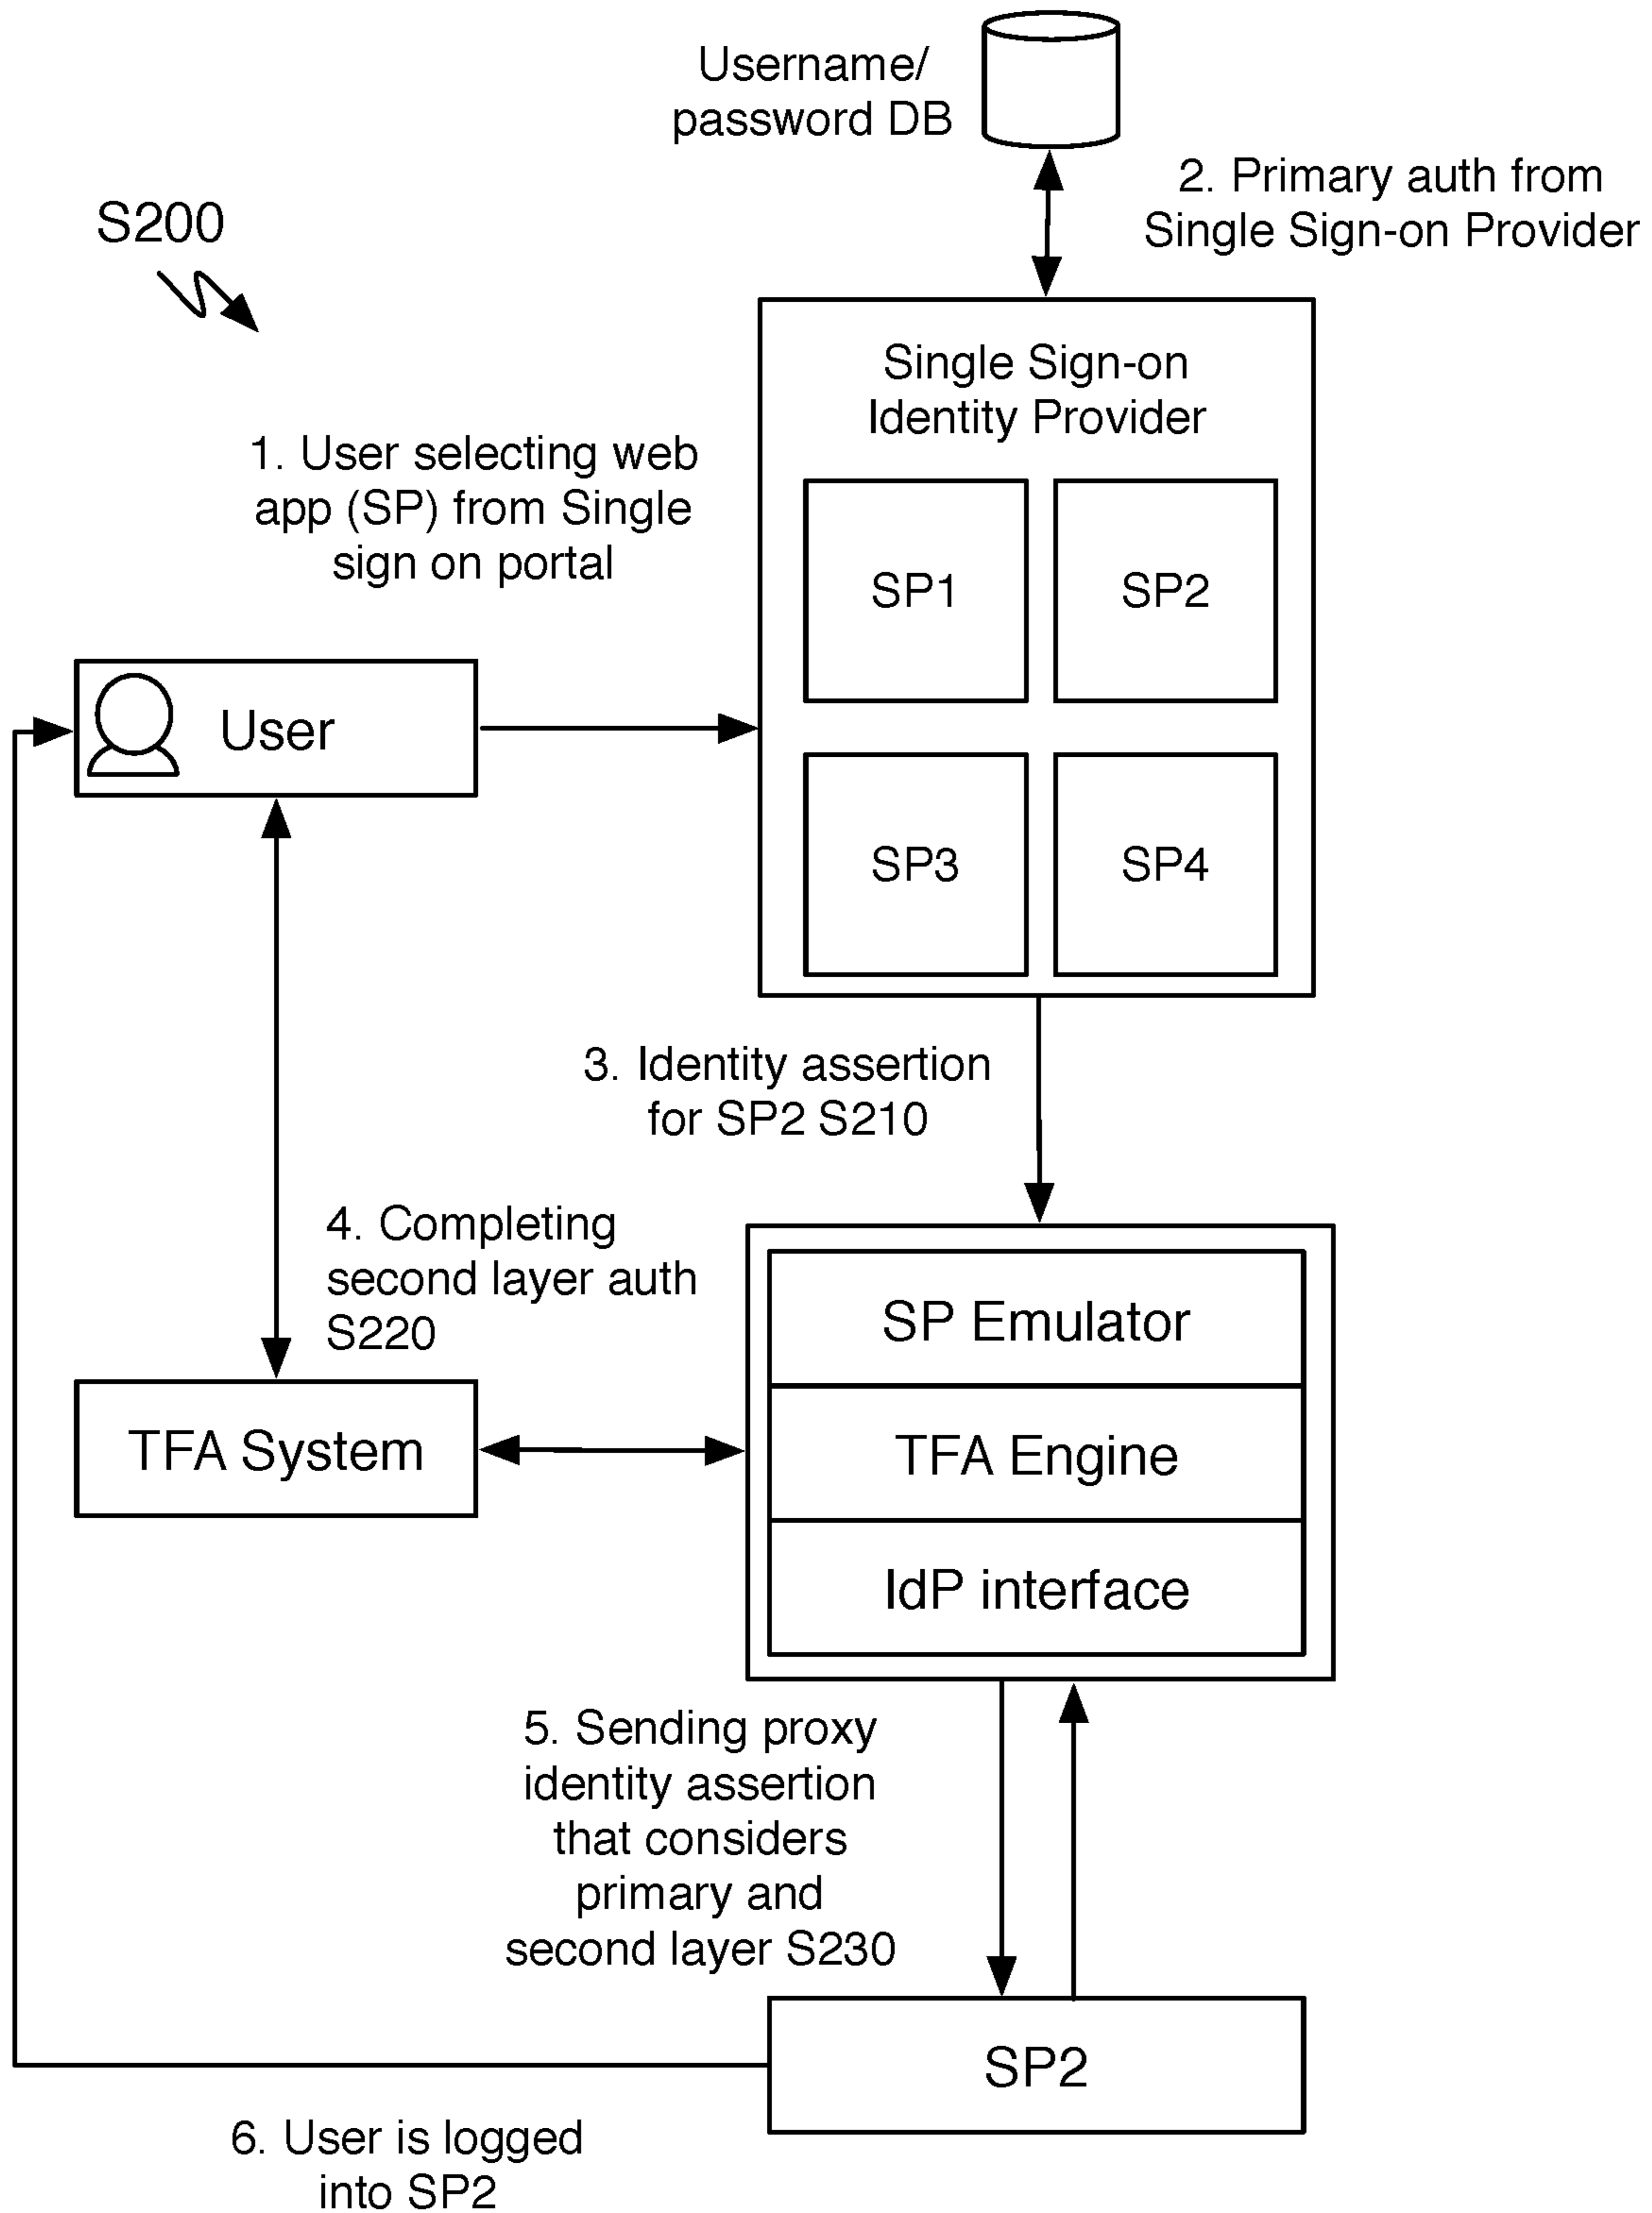 Username/
password DB
2. Primary auth from
Single Sign-on Provider
S200
Single Sign-on
Identity Provider
1. User selecting web
app (SP) from Single
sign on portal
SP1
SP2
User
SP3
SP4
3. Identity assertion
for SP2 S210
4. Completing
second layer auth
S220
SP Emulator
TFA System
TFA Engine
IdP interface
5. Sending proxy
identity assertion
that considers
primary and
second layer S230
SP2
6. User is logged
into SP2